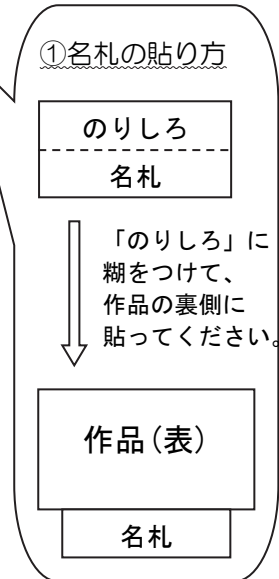 ①名札の貼り方
のりしろ
名札
「のりしろ」に
糊をつけて、
作品の裏側に
貼ってください。
作品(表)
名札